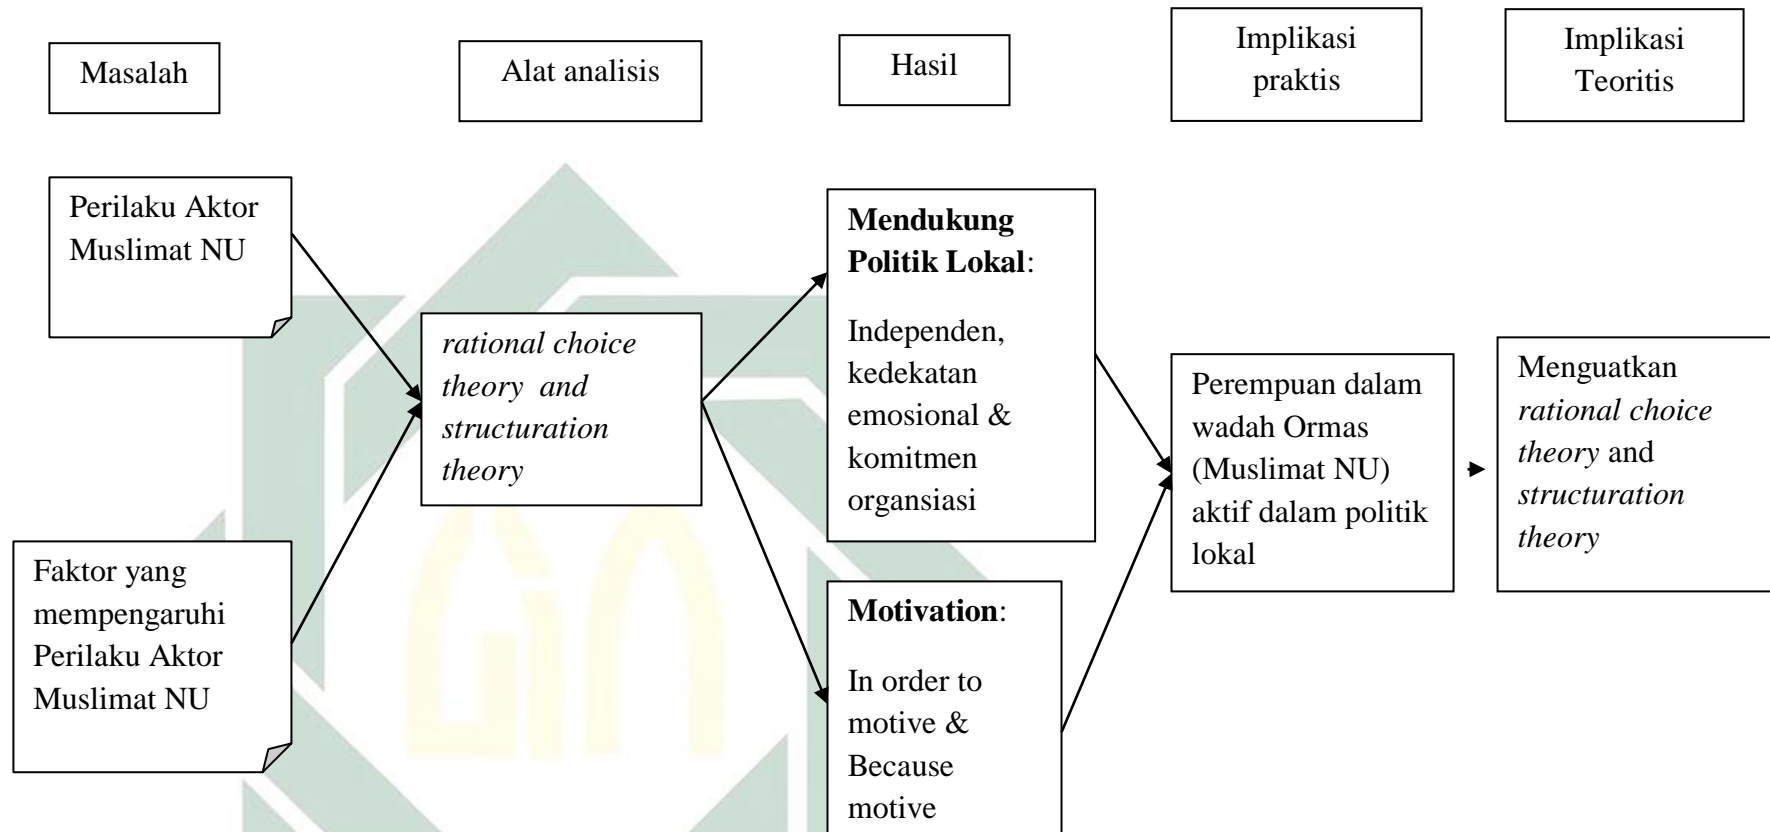 Masalah
Alat analisis
Hasil
Implikasi
praktis
Implikasi
Teoritis
Perilaku Aktor
Muslimat NU
Faktor yang
mempengaruhi
Perilaku Aktor
Muslimat NU
rational choice
theory and
structuration
theory
Mendukung
Politik Lokal:
Independen,
kedekatan
emosional &
komitmen
organsiasi
Motivation:
In order to
motive &
Because
motive
Perempuan dalam
wadah Ormas
(Muslimat NU)
aktif dalam politik
lokal
Menguatkan
rational choice
theory and
structuration
theory